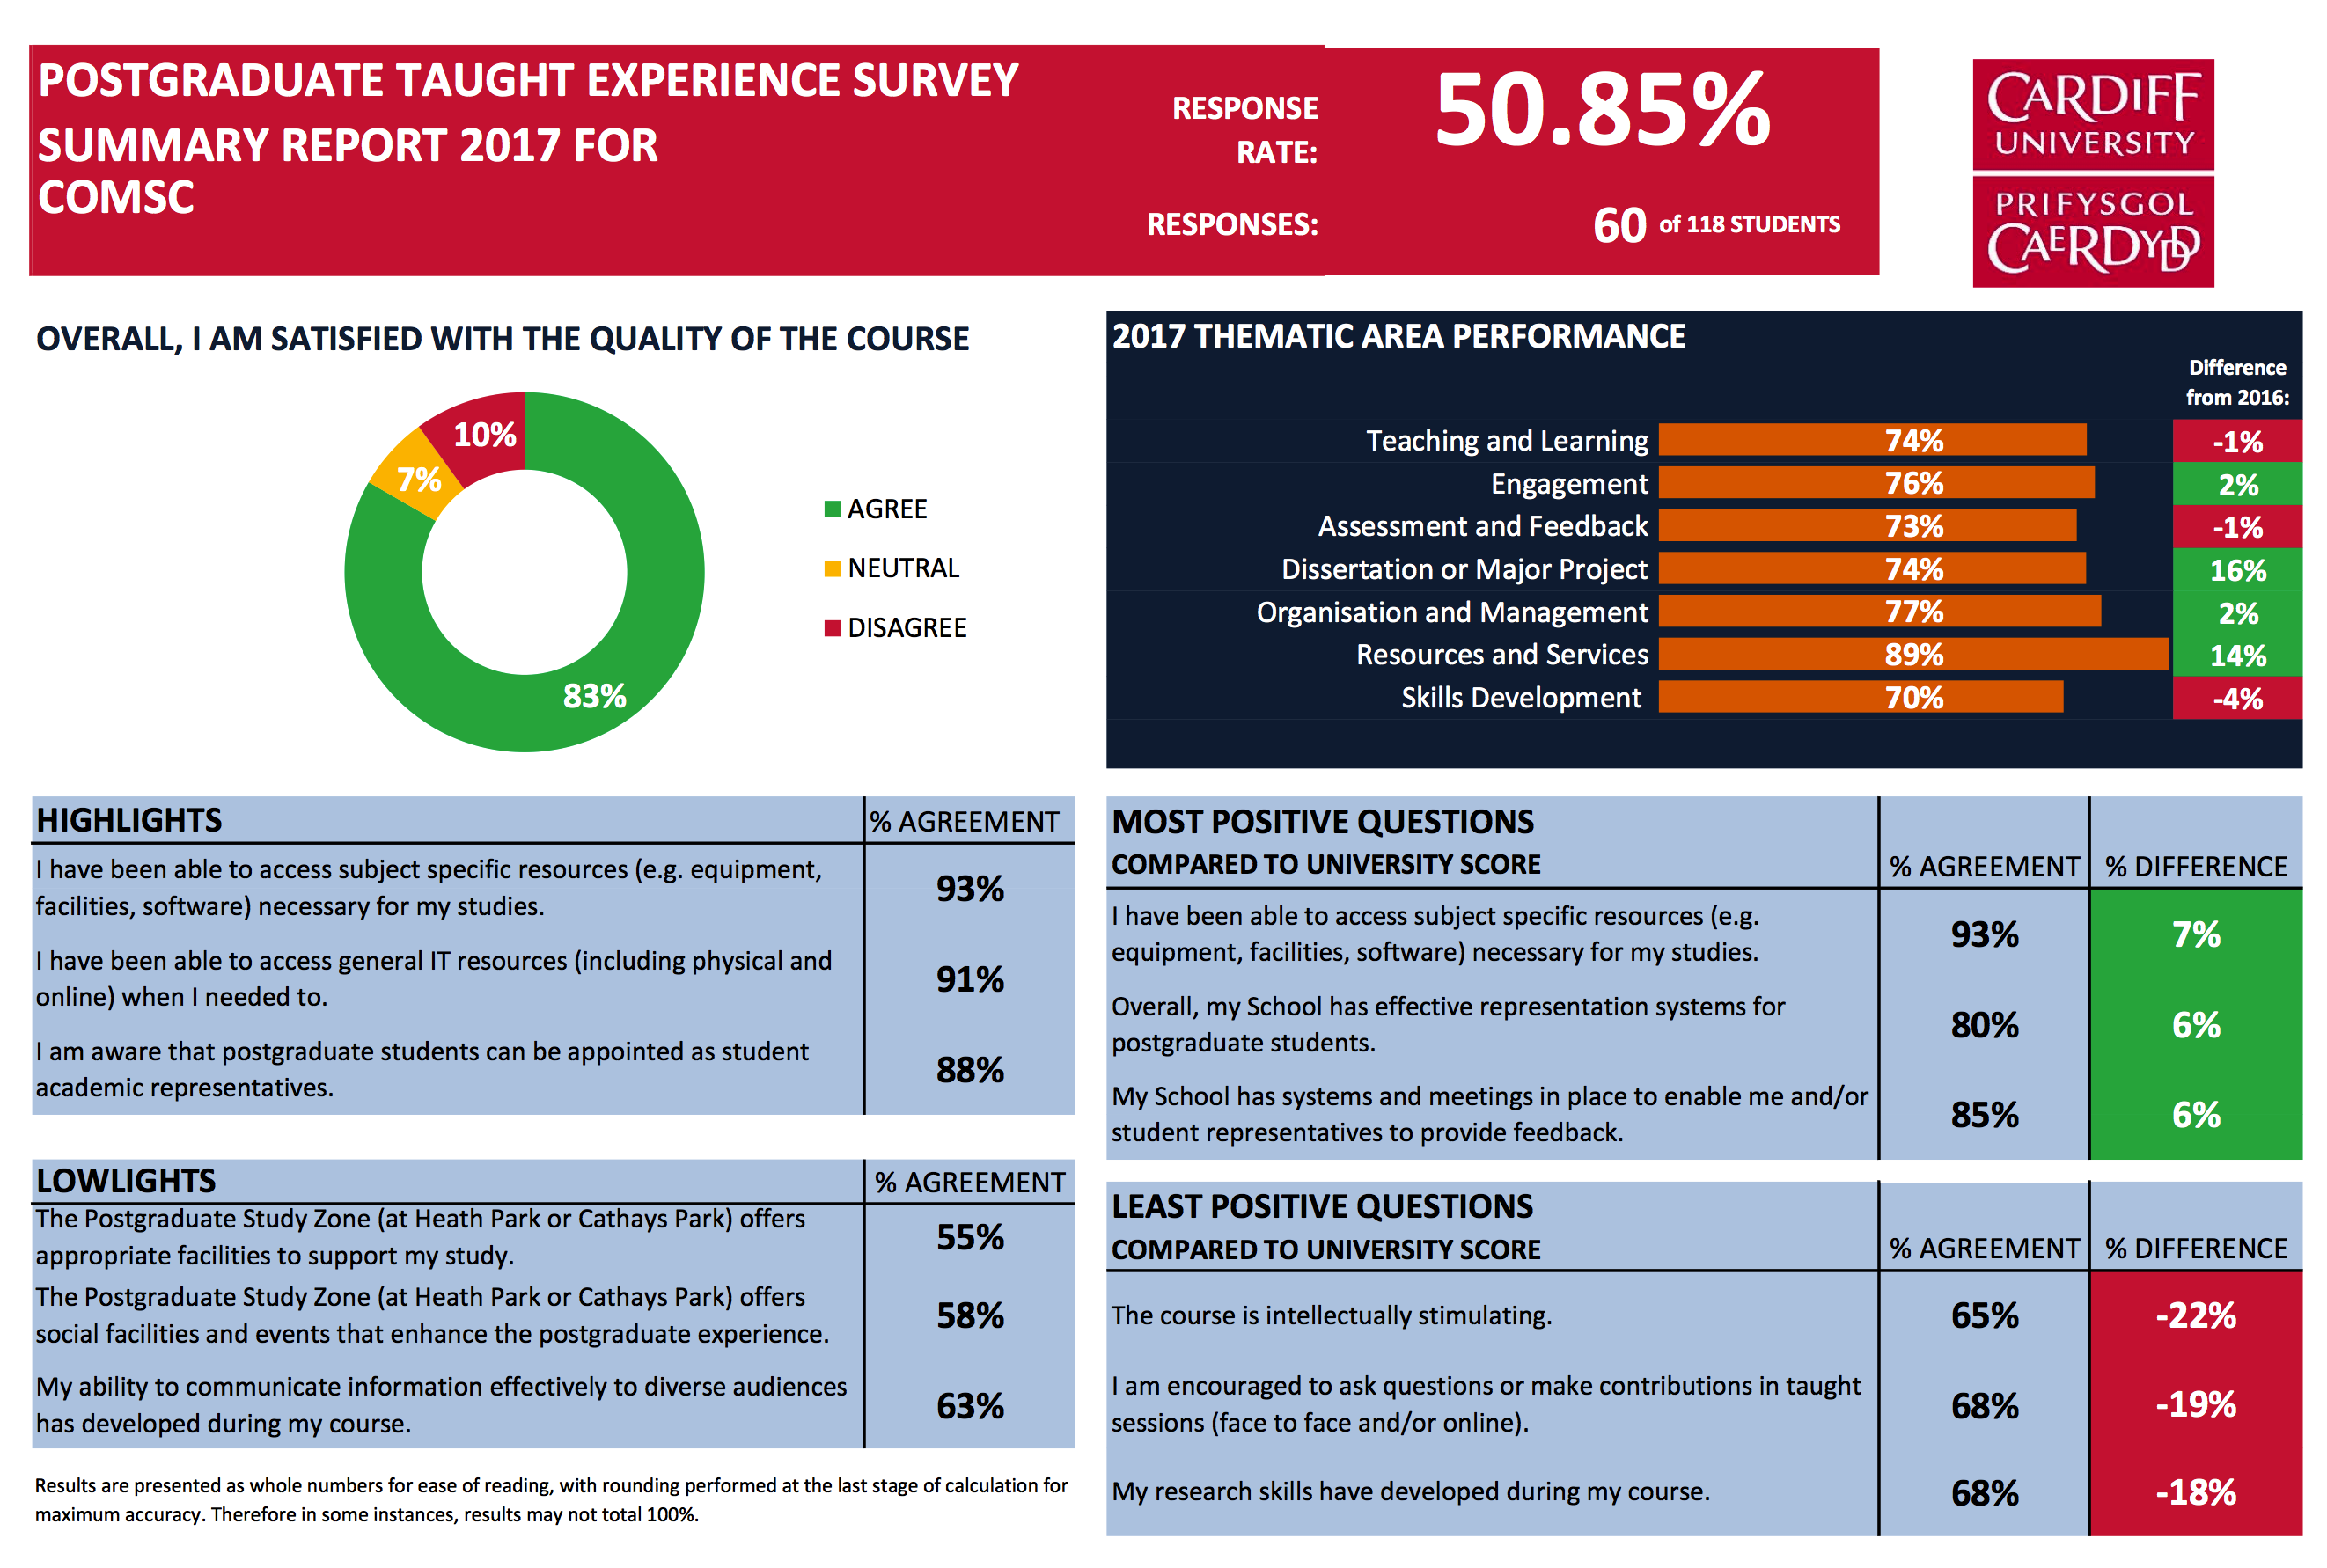 POSTGRADUATE TAUGHT EXPERIENCE SURVEY
SUMMARY REPORT 2017 FOR
COMSC
RESPONSE
RATE:
50.85%
RESPONSES:
60 of 118 STUDENTS
CARDIFF
UNIVERSITY
PRIFYSGOL
CAERDYDD
OVERALL, I AM SATISFIED WITH THE QUALITY OF THE COURSE
10%
7%
83%
AGREE
NEUTRAL
DISAGREE
2017 THEMATIC AREA PERFORMANCE
Difference
from 2016:
Teaching and Learning 74% -1%
Engagement 76% 2%
Assessment and Feedback 73% -1%
Dissertation or Major Project 74% 16%
Organisation and Management 77% 2%
Resources and Services 89% 14%
Skills Development 70% -4%
HIGHLIGHTS % AGREEMENT
I have been able to access subject specific resources (e.g. equipment,
facilities, software) necessary for my studies.
93%
I have been able to access general IT resources (including physical and
online) when I needed to.
91%
I am aware that postgraduate students can be appointed as student
academic representatives.
88%
LOWLIGHTS % AGREEMENT
The Postgraduate Study Zone (at Heath Park or Cathays Park) offers
appropriate facilities to support my study.
55%
The Postgraduate Study Zone (at Heath Park or Cathays Park) offers
social facilities and events that enhance the postgraduate experience.
58%
My ability to communicate information effectively to diverse audiences
has developed during my course.
63%
Results are presented as whole numbers for ease of reading, with rounding performed at the last stage of calculation for
maximum accuracy. Therefore in some instances, results may not total 100%.
MOST POSITIVE QUESTIONS
COMPARED TO UNIVERSITY SCORE % AGREEMENT % DIFFERENCE
I have been able to access subject specific resources (e.g.
equipment, facilities, software) necessary for my studies.
93% 7%
Overall, my School has effective representation systems for
postgraduate students.
80% 6%
My School has systems and meetings in place to enable me and/or
student representatives to provide feedback.
85% 6%
LEAST POSITIVE QUESTIONS
COMPARED TO UNIVERSITY SCORE % AGREEMENT % DIFFERENCE
The course is intellectually stimulating. 65% -22%
I am encouraged to ask questions or make contributions in taught
sessions (face to face and/or online).
68% -19%
My research skills have developed during my course. 68% -18%